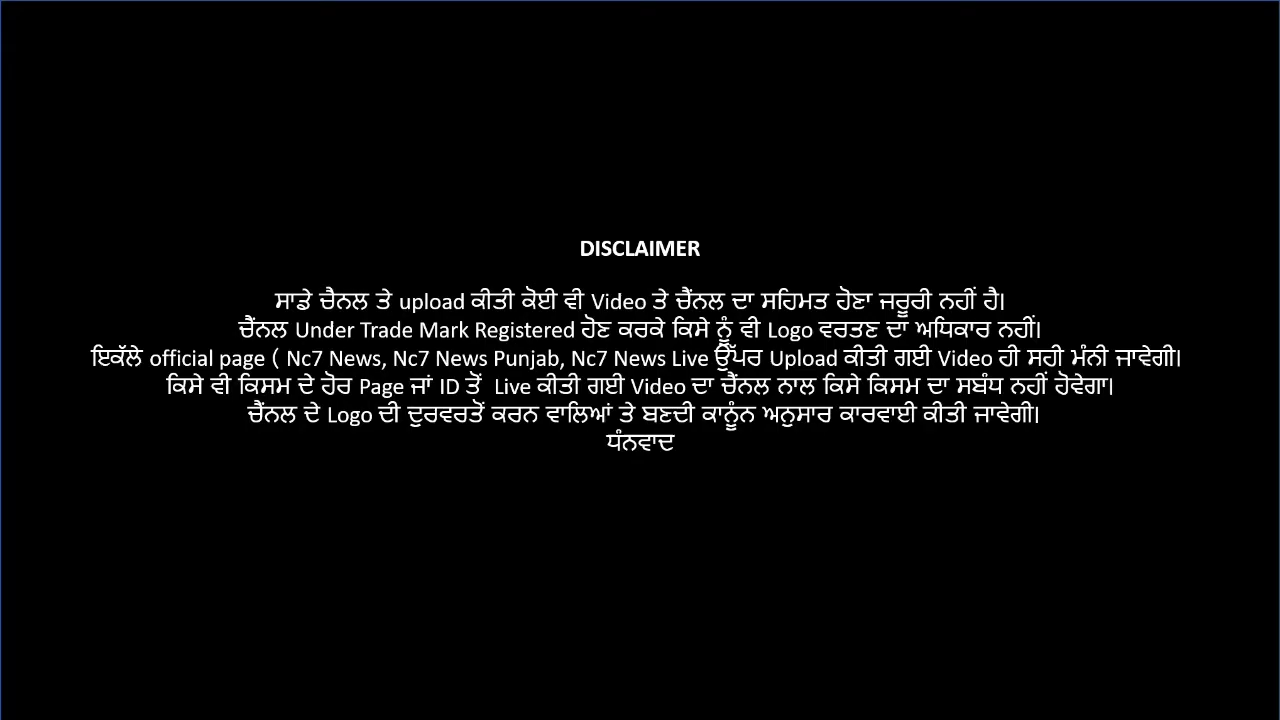 DISCLAIMER
ਸਾਡੇ ਚੈਨਲ ਤੇ upload ਕੀਤੀ ਕੋਈ ਵੀ Video ਤੇ ਚੈਂਨਲ ਦਾ ਸਹਿਮਤ ਹੋਣਾ ਜਰੂਰੀ ਨਹੀਂ ਹੈ।
ਚੈਂਨਲ Under Trade Mark Registered ਹੋਣ ਕਰਕੇ ਕਿਸੇ ਨੂੰ ਵੀ Logo ਵਰਤਣ ਦਾ ਅਧਿਕਾਰ ਨਹੀਂ।
ਇਕੱਲੇ official page ( Nc7 News, Nc7 News Punjab, Nc7 News Live ਉੱਪਰ Upload ਕੀਤੀ ਗਈ Video ਹੀ ਸਹੀ ਮੰਨੀ ਜਾਵੇਗੀ।
ਕਿਸੇ ਵੀ ਕਿਸਮ ਦੇ ਹੋਰ Page ਜਾਂ ID ਤੋਂ Live ਕੀਤੀ ਗਈ Video ਦਾ ਚੈਂਨਲ ਨਾਲ ਕਿਸੇ ਕਿਸਮ ਦਾ ਸਬੰਧ ਨਹੀਂ ਹੋਵੇਗਾ।
ਚੈਂਨਲ ਦੇ Logo ਦੀ ਦੁਰਵਰਤੋਂ ਕਰਨ ਵਾਲਿਆਂ ਤੇ ਬਣਦੀ ਕਾਨੂੰਨ ਅਨੁਸਾਰ ਕਾਰਵਾਈ ਕੀਤੀ ਜਾਵੇਗੀ।
ਧੰਨਵਾਦ